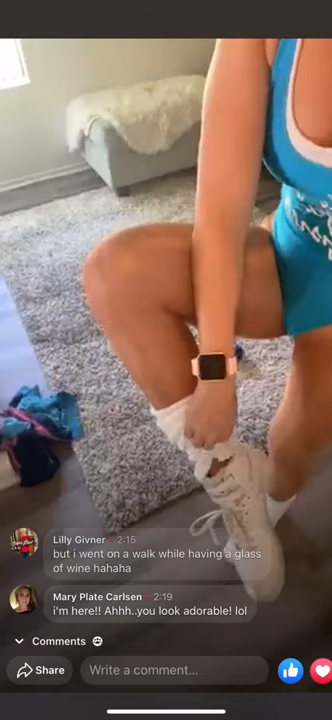 Lilly Givner · 2:15
but i went on a walk while having a glass
of wine hahaha
Mary Plate Carlsen · 2:19
i'm here!! Ahhh..you look adorable! lol
Comments
Share
Write a comment...